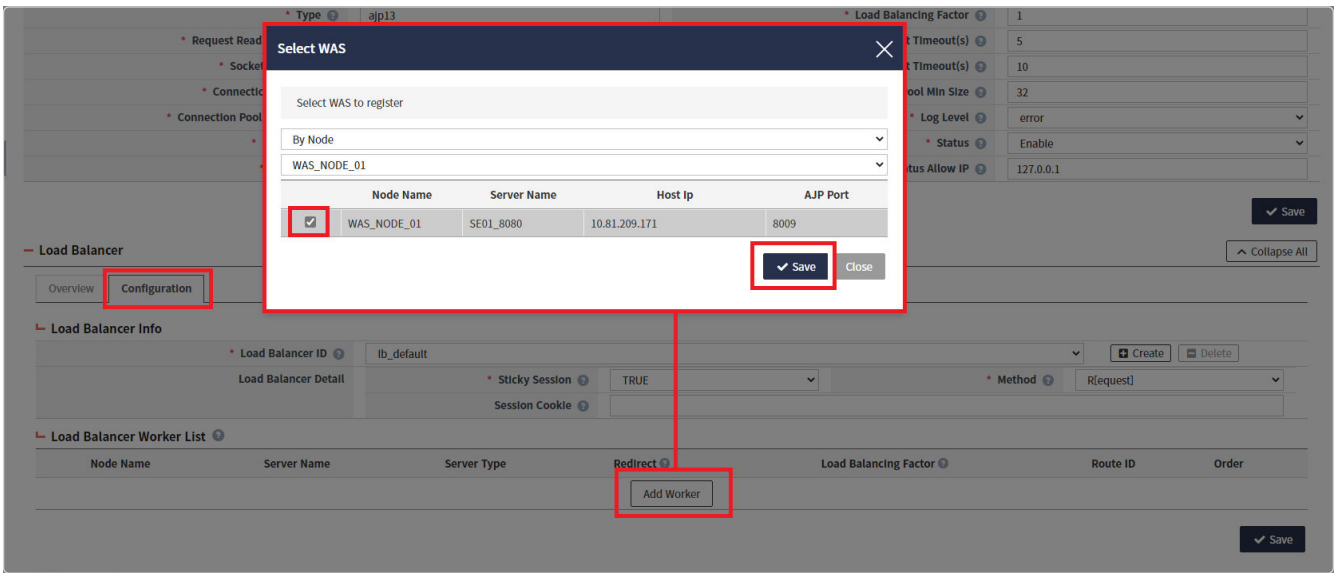 * Type ajp13 * Load Balancing Factor 1
* Request Read t Timeout(s) 5
* Socket t Timeout(s) 10
* Connectio ool Min Size 32
* Connection Pool * Log Level error
* * Status Enable
* tus Allow IP 127.0.0.1
Save
Select WAS
Select WAS to register
By Node
WAS_NODE_01
Node Name Server Name Host Ip AJP Port
WAS_NODE_01 SE01_8080 10.81.209.171 8009
Save Close
Load Balancer Collapse All
Overview Configuration
Load Balancer Info
* Load Balancer ID lb_default Create Delete
Load Balancer Detail * Sticky Session TRUE * Method R[equest]
Session Cookie
Load Balancer Worker List
Node Name Server Name Server Type Redirect Load Balancing Factor Route ID Order
Add Worker
Save